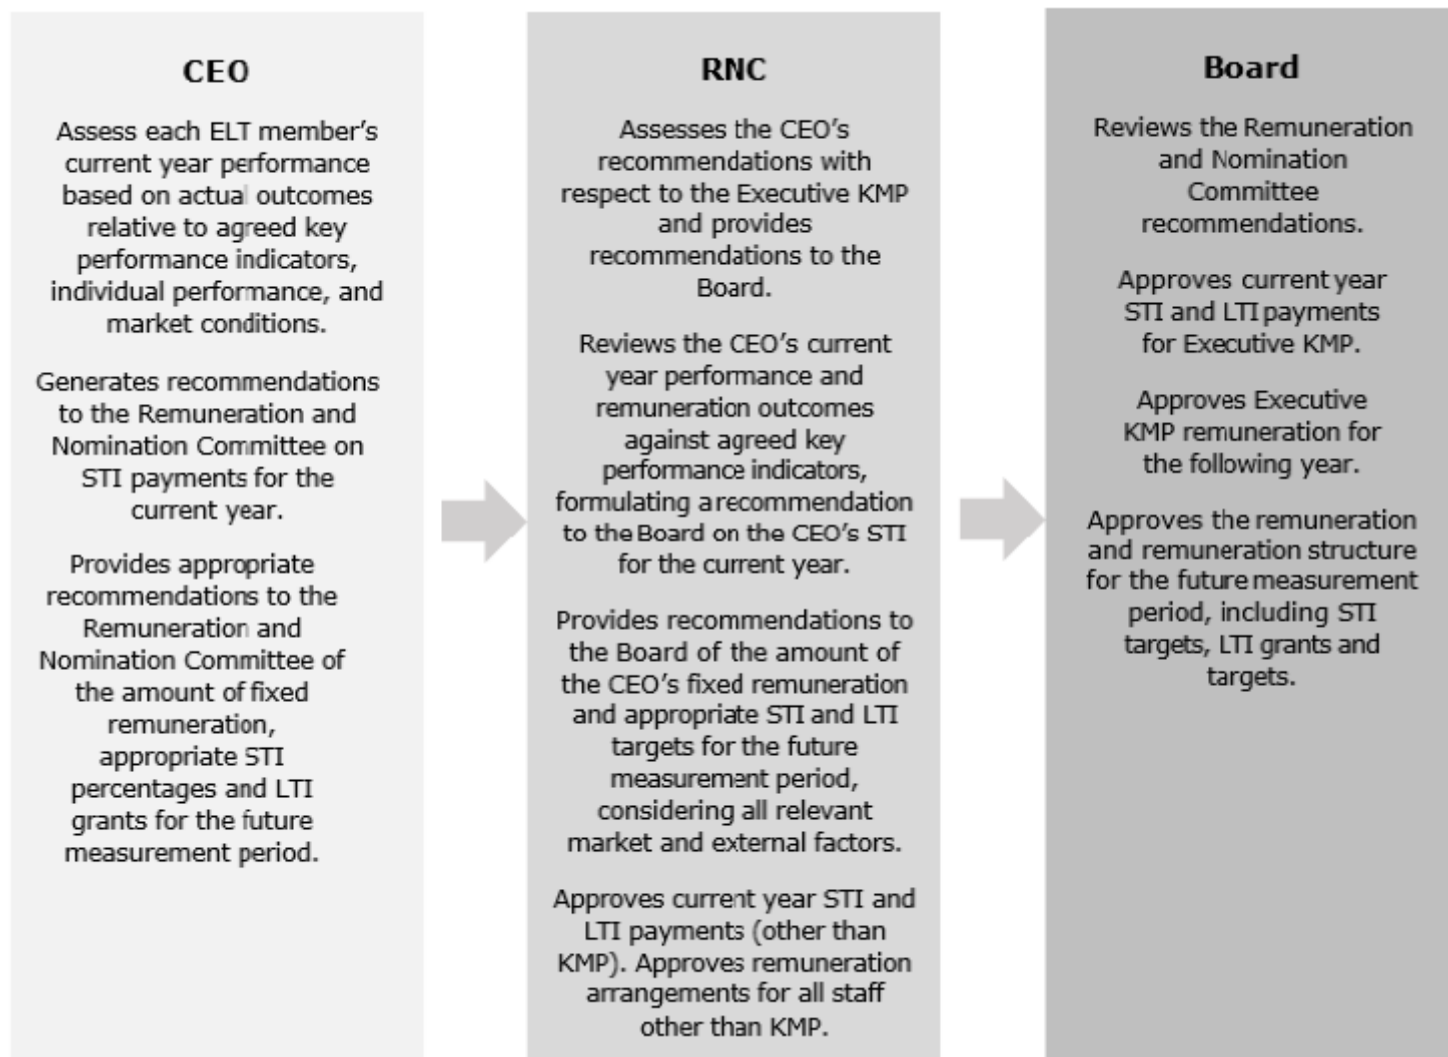 CEO
Assess each ELT member's
current year performance
based on actual outcomes
relative to agreed key
performance indicators,
individual performance, and
market conditions.
Generates recommendations
to the Remuneration and
Nomination Committee on
STI payments for the
current year.
Provides appropriate
recommendations to the
Remuneration and
Nomination Committee of
the amount of fixed
remuneration,
appropriate STI
percentages and LTI
grants for the future
measurement period.
RNC
Assesses the CEO's
recommendations with
respect to the Executive KMP
and provides
recommendations to the
Board.
Reviews the CEO's current
year performance and
remuneration outcomes
against agreed key
performance indicators,
formulating a recommendation
to the Board on the CEO's STI
for the current year.
Provides recommendations to
the Board of the amount of
the CEO's fixed remuneration
and appropriate STI and LTI
targets for the future
measurement period,
considering all relevant
market and external factors.
Approves current year STI and
LTI payments (other than
KMP). Approves remuneration
arrangements for all staff
other than KMP.
Board
Reviews the Remuneration
and Nomination
Committee
recommendations.
Approves current year
STI and LTI payments
for Executive KMP.
Approves Executive
KMP remuneration for
the following year.
Approves the remuneration
and remuneration structure
for the future measurement
period, including STI
targets, LTI grants and
targets.